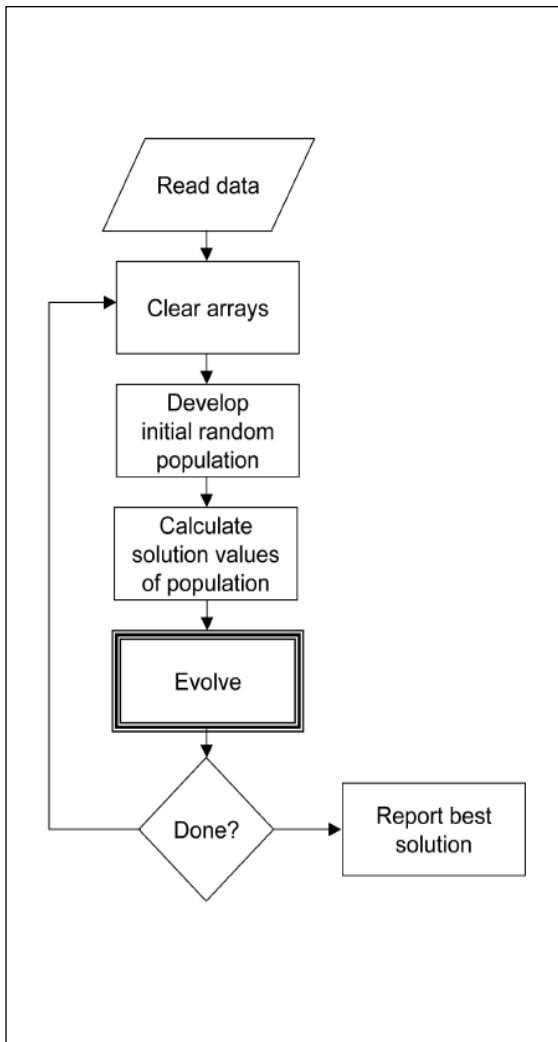 Read data
Clear arrays
Develop
initial random
population
Calculate
solution values
of population
Evolve
Done?
Report best
solution